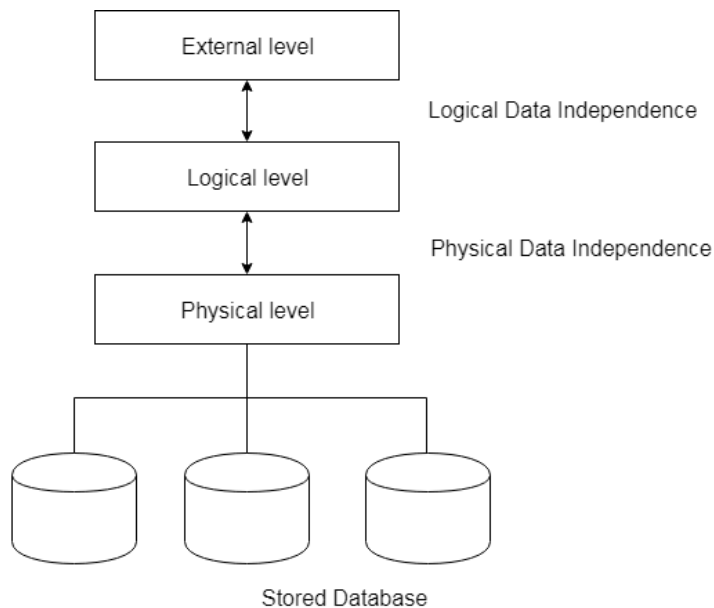 External level
Logical Data Independence
Logical level
Physical Data Independence
Physical level
Stored Database